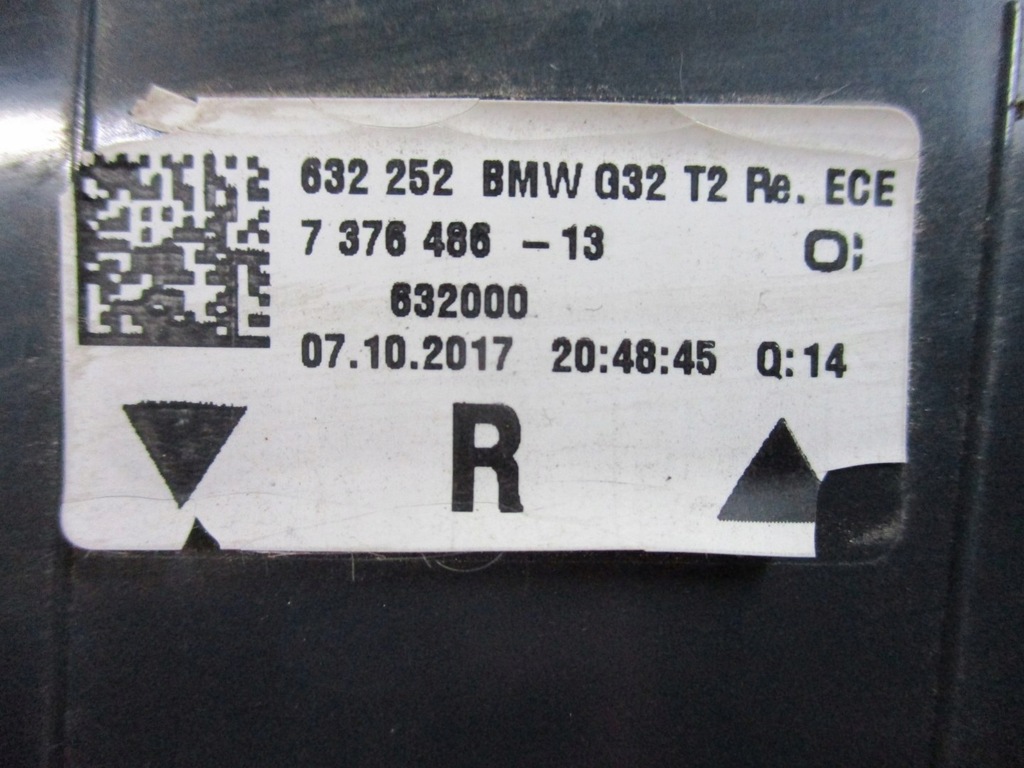 632 252 BMW G32 T2 Re. ECE
7 376 486 -13
632000
07.10.2017 20:48:45 Q:14
R